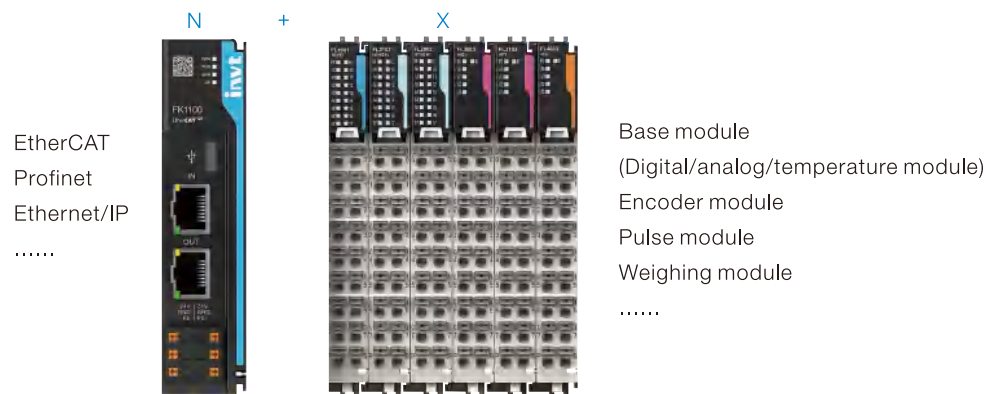 N + X
EtherCAT
Profinet
Ethernet/IP
······
invt
FK1100
EtherCAT
IN
OUT
Base module
(Digital/analog/temperature module)
Encoder module
Pulse module
Weighing module
······